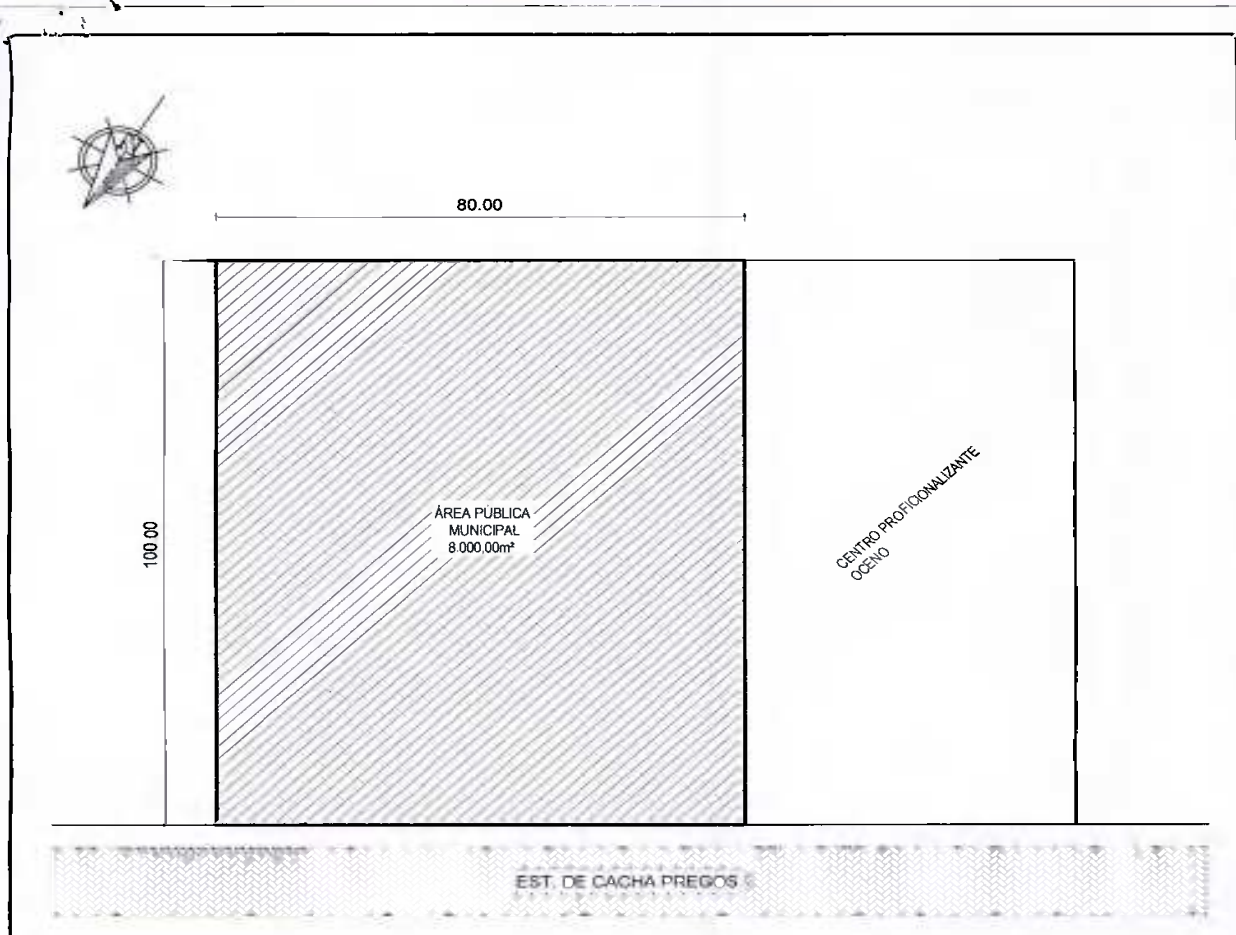 80.00
100 00
ÁREA PÚBLICA
MUNICIPAL
8.000,00m²
CENTRO PROFICIONALIZANTE
OCENO
EST. DE CACHA PREGOS